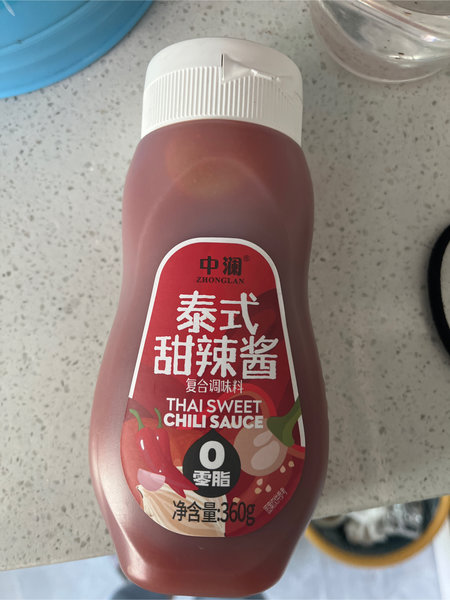 中澜®
ZHONGLAN
泰式
甜辣酱
复合调味料
THAI SWEET
CHILI SAUCE
0
零脂
净含量:360g